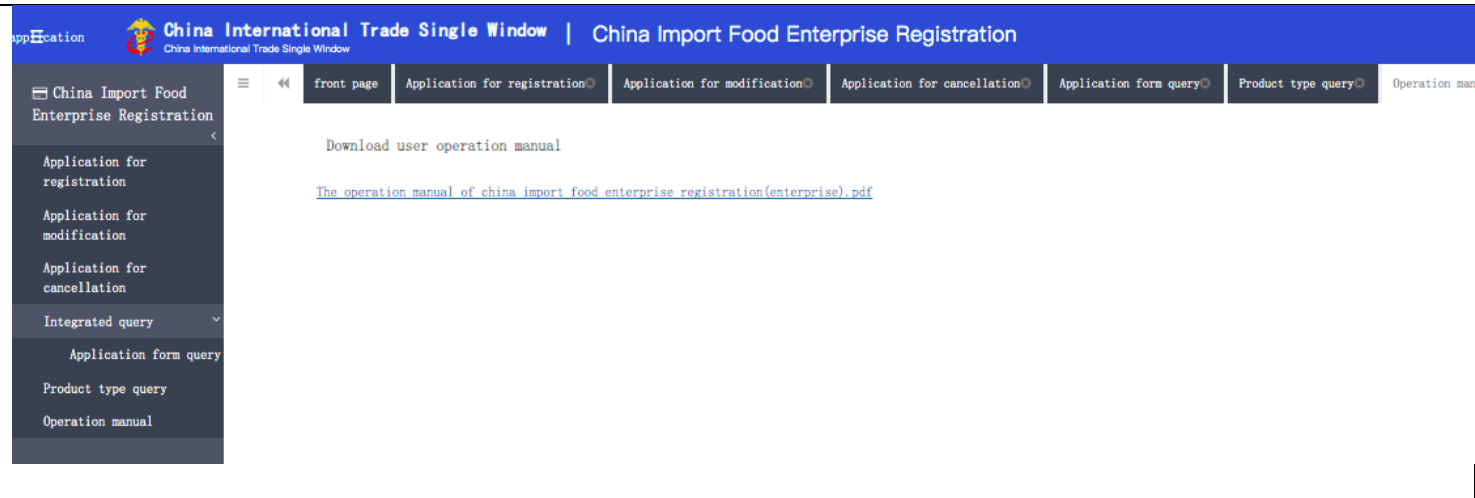 China International Trade Single Window | China Import Food Enterprise Registration
China International Trade Single Window
China Import Food
Enterprise Registration
Application for
registration
Application for
modification
Application for
cancellation
Integrated query
Application form query
Product type query
Operation manual
front page
Application for registration
Application for modification
Application for cancellation
Application form query
Product type query
Operation man
Download user operation manual
The operation manual of china import food enterprise registration(enterprise).pdf